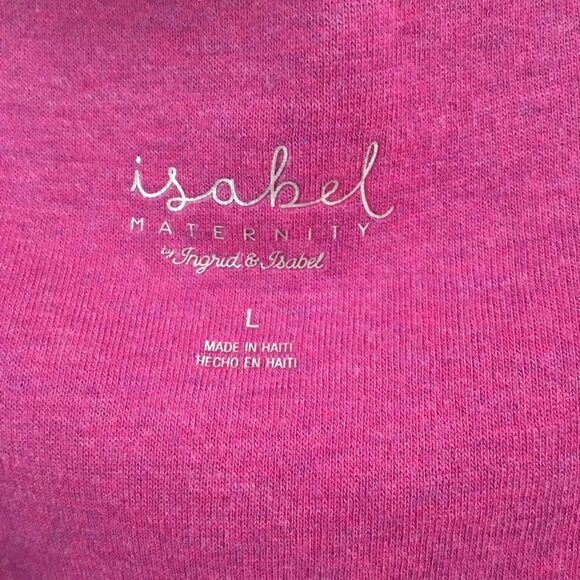 isabel
MATERNITY
by Ingrid & Isabel
L
MADE IN HAITI
HECHO EN HAITI